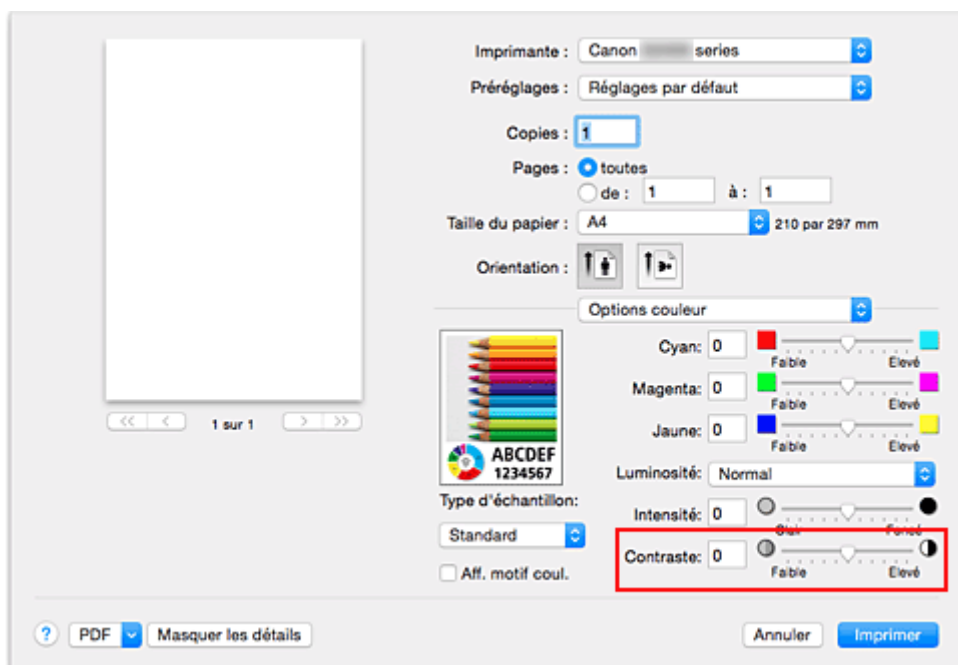 Imprimante : Canon series
Préréglages : Réglages par défaut
Copies : 1
Pages : toutes
de : 1 à : 1
Taille du papier : A4 210 par 297 mm
Orientation :
Options couleur
Cyan: 0
Faible Elevé
Magenta: 0
Faible Elevé
Jaune: 0
Faible Elevé
ABCDEF
1234567
Luminosité: Normal
Type d'échantillon:
Intensité: 0
Clair Foncé
Standard
Contraste: 0
Faible Elevé
Aff. motif coul.
<< < 1 sur 1 > >>
? PDF Masquer les détails Annuler Imprimer